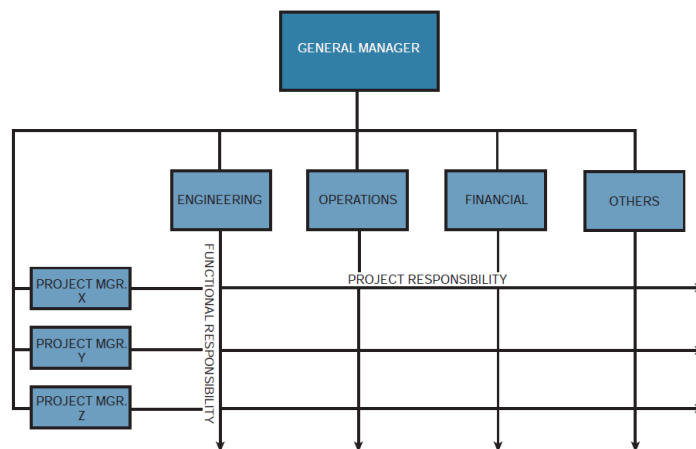 GENERAL MANAGER
ENGINEERING
OPERATIONS
FINANCIAL
OTHERS
FUNCTIONAL RESPONSIBILITY
PROJECT RESPONSIBILITY
PROJECT MGR.
X
PROJECT MGR.
Y
PROJECT MGR.
Z